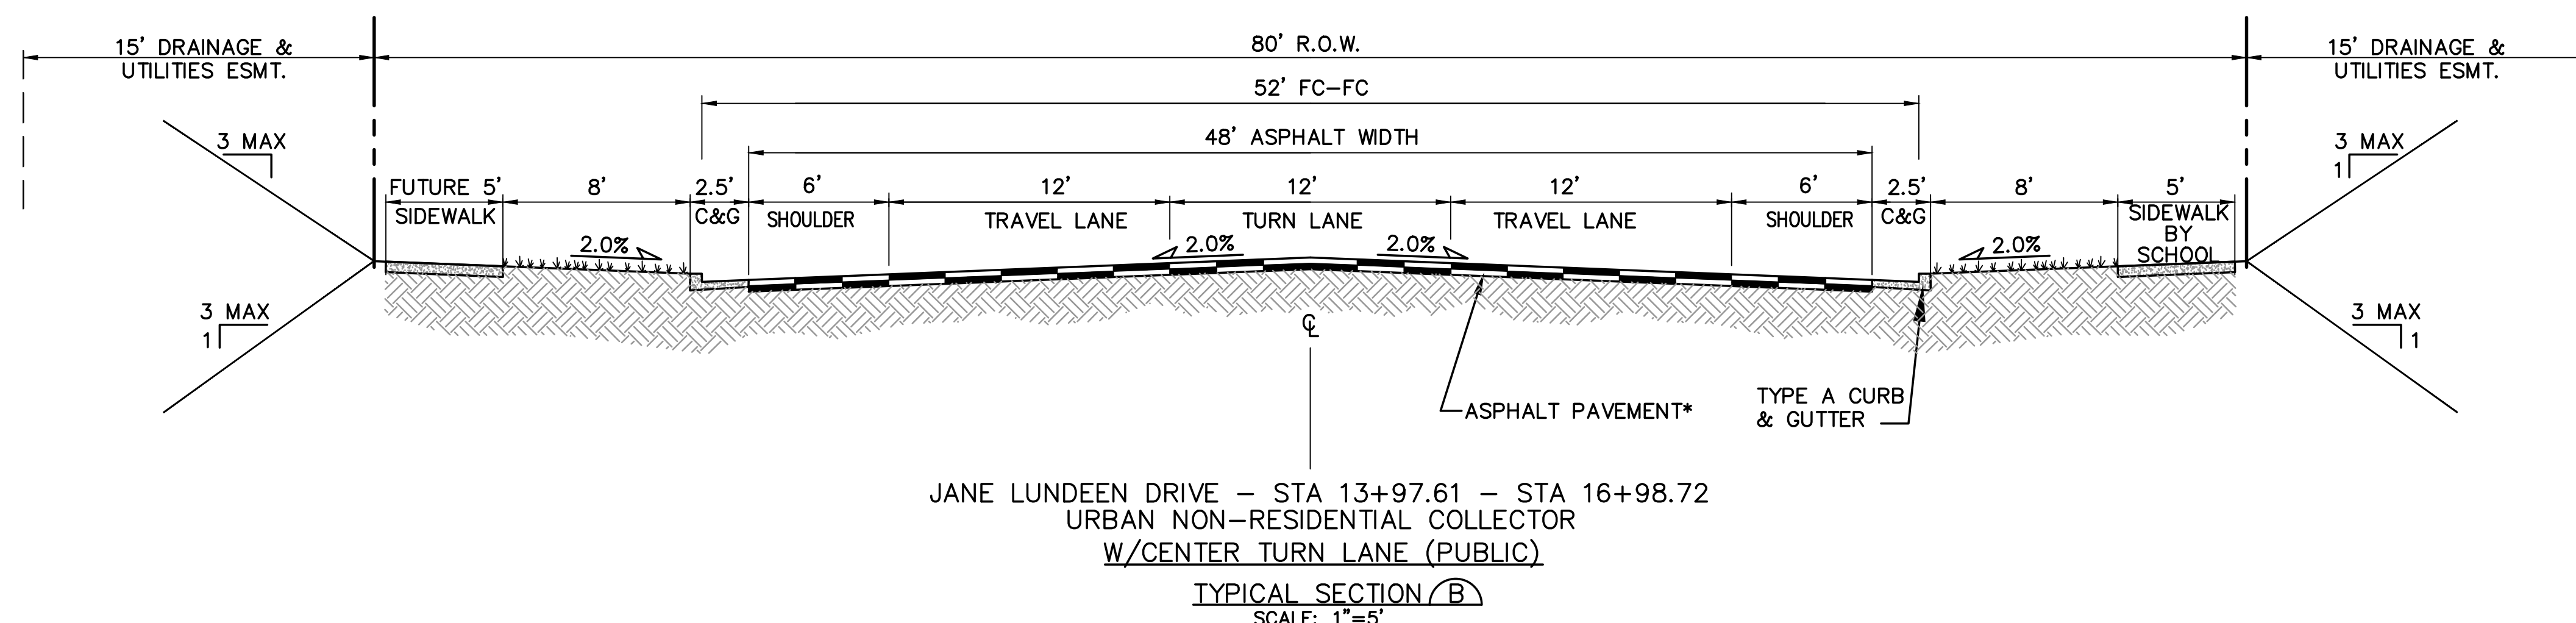 15' DRAINAGE &
UTILITIES ESMT.
80' R.O.W.
15' DRAINAGE &
UTILITIES ESMT.
52' FC-FC
48' ASPHALT WIDTH
3 MAX
3 MAX
1
FUTURE 5'
SIDEWALK
8'
2.5'
C&G
6'
SHOULDER
12'
TRAVEL LANE
12'
TURN LANE
12'
TRAVEL LANE
6'
SHOULDER
2.5'
C&G
8'
5'
SIDEWALK
BY
SCHOOL
2.0%
2.0%
2.0%
2.0%
3 MAX
1
3 MAX
1
CL
ASPHALT PAVEMENT*
TYPE A CURB
& GUTTER
JANE LUNDEEN DRIVE - STA 13+97.61 - STA 16+98.72
URBAN NON-RESIDENTIAL COLLECTOR
W/CENTER TURN LANE (PUBLIC)
TYPICAL SECTION B
SCALE: 1"=5'